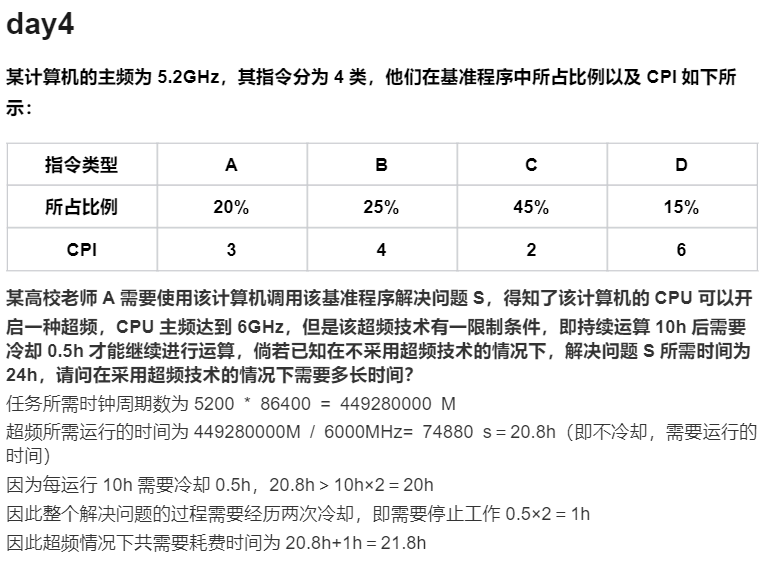 day4
某计算机的主频为 5.2GHz，其指令分为 4 类，他们在基准程序中所占比例以及 CPI 如下所
示：
指令类型 A B C D
所占比例 20% 25% 45% 15%
CPI 3 4 2 6
某高校老师 A 需要使用该计算机调用该基准程序解决问题 S，得知了该计算机的 CPU 可以开
启一种超频，CPU 主频达到 6GHz，但是该超频技术有一限制条件，即持续运算 10h 后需要
冷却 0.5h 才能继续进行运算，倘若已知在不采用超频技术的情况下，解决问题 S 所需时间为
24h，请问在采用超频技术的情况下需要多长时间？
任务所需时钟周期数为 5200 * 86400 = 449280000 M
超频所需运行的时间为 449280000M / 6000MHz= 74880 s＝20.8h（即不冷却，需要运行的
时间）
因为每运行 10h 需要冷却 0.5h，20.8h＞10h×2＝20h
因此整个解决问题的过程需要经历两次冷却，即需要停止工作 0.5×2＝1h
因此超频情况下共需要耗费时间为 20.8h+1h＝21.8h